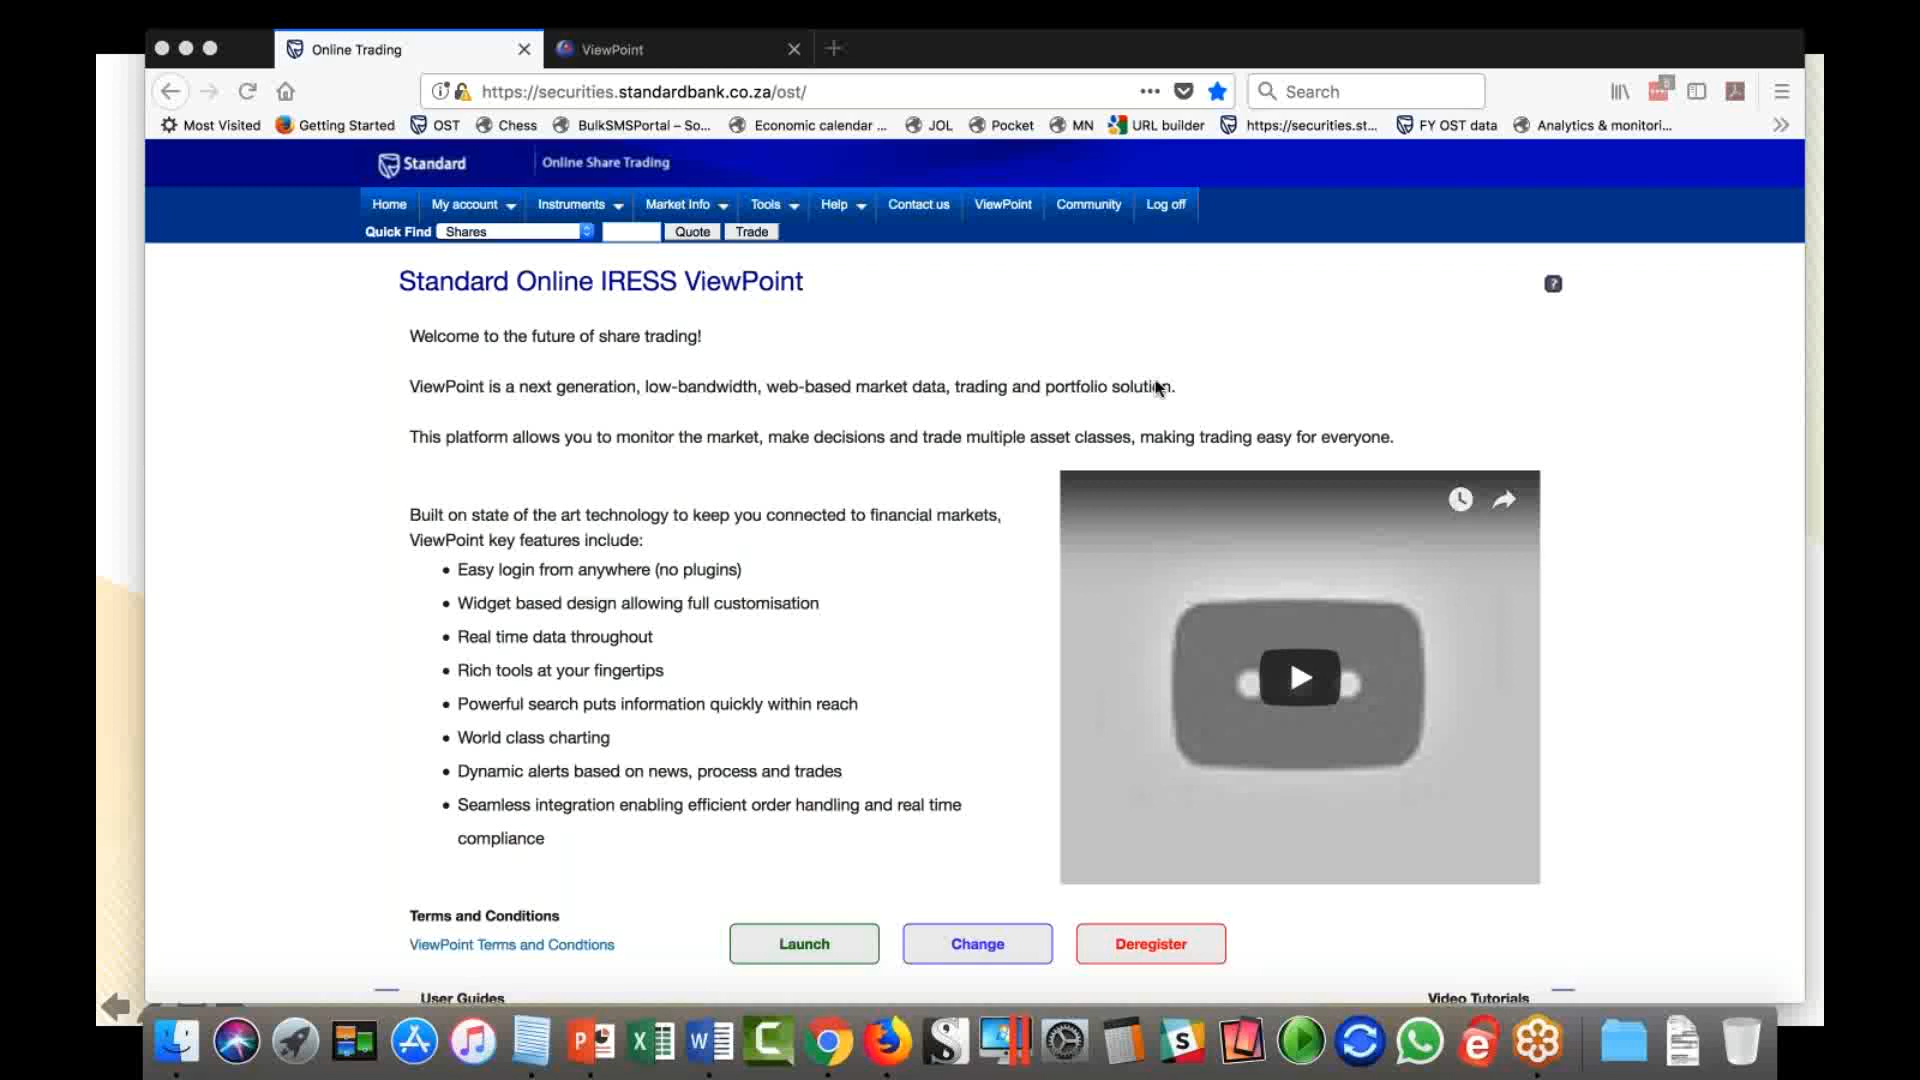 Online Trading
ViewPoint
https://securities.standardbank.co.za/ost/
Search
Most Visited
Getting Started
OST
Chess
BulkSMSPortal – So...
Economic calendar ...
JOL
Pocket
MN
URL builder
https://securities.st...
FY OST data
Analytics & monitori...
Standard
Online Share Trading
Home
My account
Instruments
Market Info
Tools
Help
Contact us
ViewPoint
Community
Log off
Quick Find
Shares
Quote
Trade
Standard Online IRESS ViewPoint
?
Welcome to the future of share trading!
ViewPoint is a next generation, low-bandwidth, web-based market data, trading and portfolio solution.
This platform allows you to monitor the market, make decisions and trade multiple asset classes, making trading easy for everyone.
Built on state of the art technology to keep you connected to financial markets,
ViewPoint key features include:
• Easy login from anywhere (no plugins)
• Widget based design allowing full customisation
• Real time data throughout
• Rich tools at your fingertips
• Powerful search puts information quickly within reach
• World class charting
• Dynamic alerts based on news, process and trades
• Seamless integration enabling efficient order handling and real time
compliance
Terms and Conditions
ViewPoint Terms and Condtions
Launch
Change
Deregister
User Guides
Video Tutorials